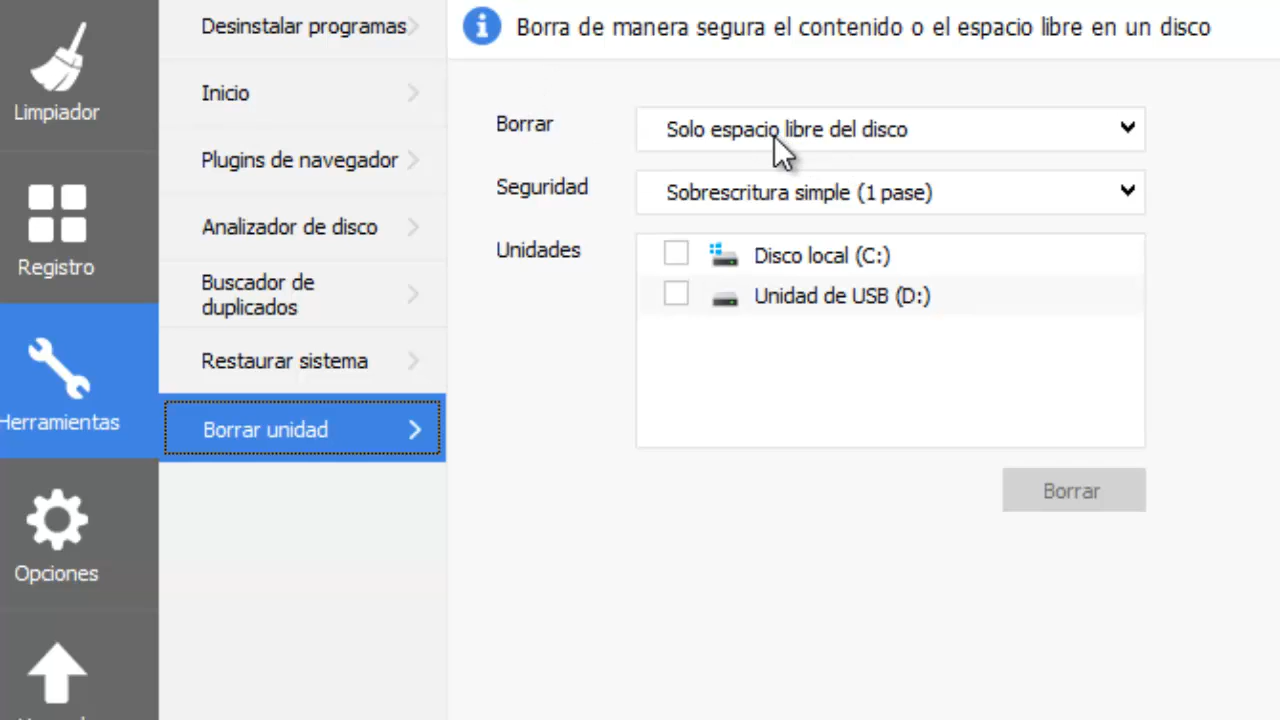 Limpiador
Registro
Herramientas
Opciones
Desinstalar programas
Inicio
Plugins de navegador
Analizador de disco
Buscador de
duplicados
Restaurar sistema
Borrar unidad
Borra de manera segura el contenido o el espacio libre en un disco
Borrar
Solo espacio libre del disco
Seguridad
Sobrescritura simple (1 pase)
Unidades
Disco local (C:)
Unidad de USB (D:)
Borrar